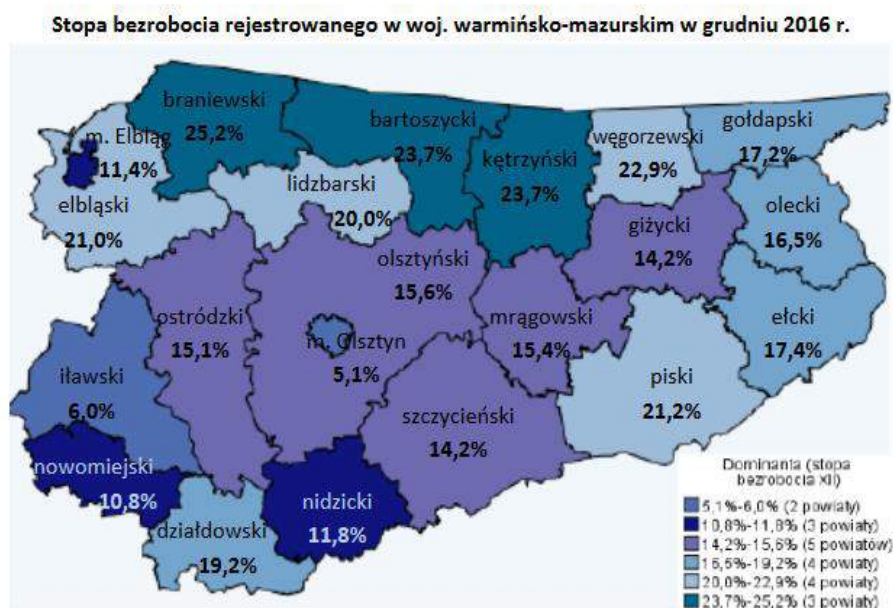 Stopa bezrobocia rejestrowanego w woj. warmińsko-mazurskim w grudniu 2016 r.
braniewski
25,2%
bartoszycki
23,7%
kętrzyński
23,7%
węgorzewski
22,9%
gołdapski
17,2%
m. Elbląg
11,4%
elbląski
21,0%
lidzbarski
20,0%
olecki
16,5%
giżycki
14,2%
olsztyński
15,6%
ostródzki
15,1%
m. Olsztyn
5,1%
mrągowski
15,4%
ełcki
17,4%
iławski
6,0%
szczycieński
14,2%
piski
21,2%
nowomiejski
10,8%
nidzicki
11,8%
działdowski
19,2%
Dominanta (stopa
bezrobocia XII)
5,1%-6,0% (2 powiaty)
10,8%-11,8% (3 powiaty)
14,2%-15,6% (5 powiatów)
16,5%-19,2% (4 powiaty)
20,0%-22,9% (4 powiaty)
23,7%-25,2% (3 powiaty)